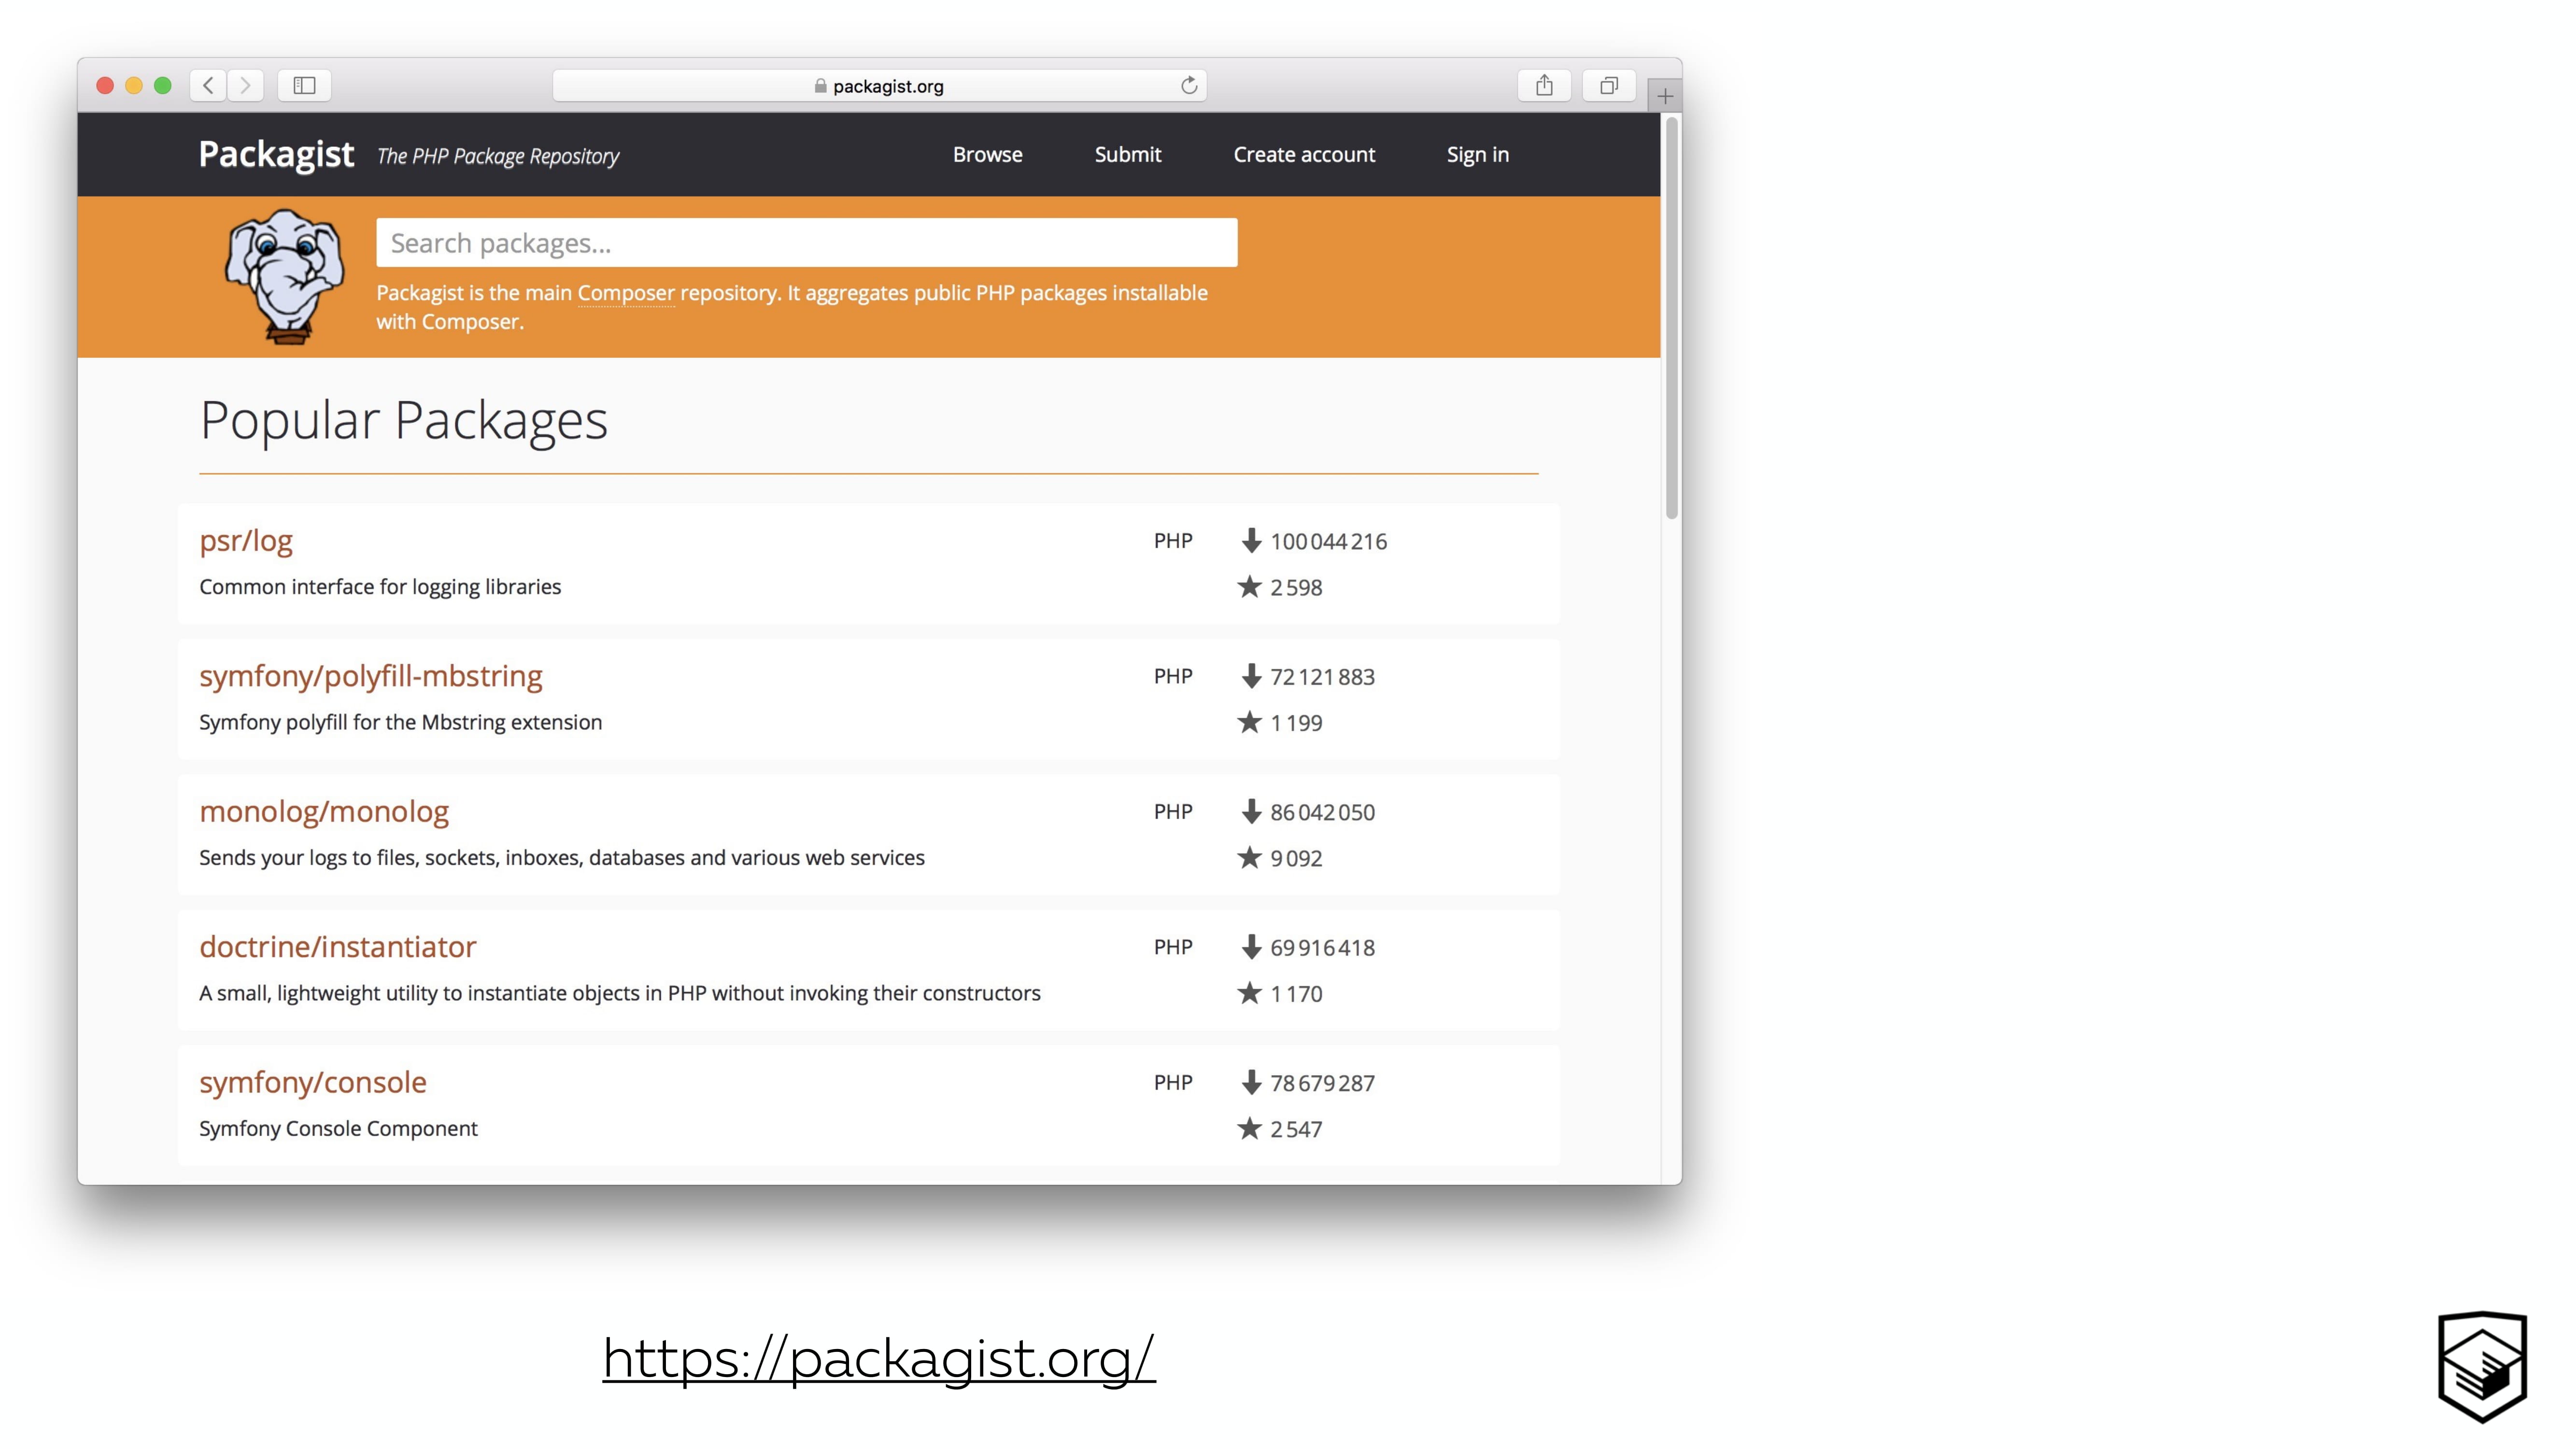 packagist.org
Packagist The PHP Package Repository Browse Submit Create account Sign in
Search packages...
Packagist is the main Composer repository. It aggregates public PHP packages installable
with Composer.
Popular Packages
psr/log PHP 100 044 216
Common interface for logging libraries 2 598
symfony/polyfill-mbstring PHP 72 121 883
Symfony polyfill for the Mbstring extension 1 199
monolog/monolog PHP 86 042 050
Sends your logs to files, sockets, inboxes, databases and various web services 9 092
doctrine/instantiator PHP 69 916 418
A small, lightweight utility to instantiate objects in PHP without invoking their constructors 1 170
symfony/console PHP 78 679 287
Symfony Console Component 2 547
https://packagist.org/